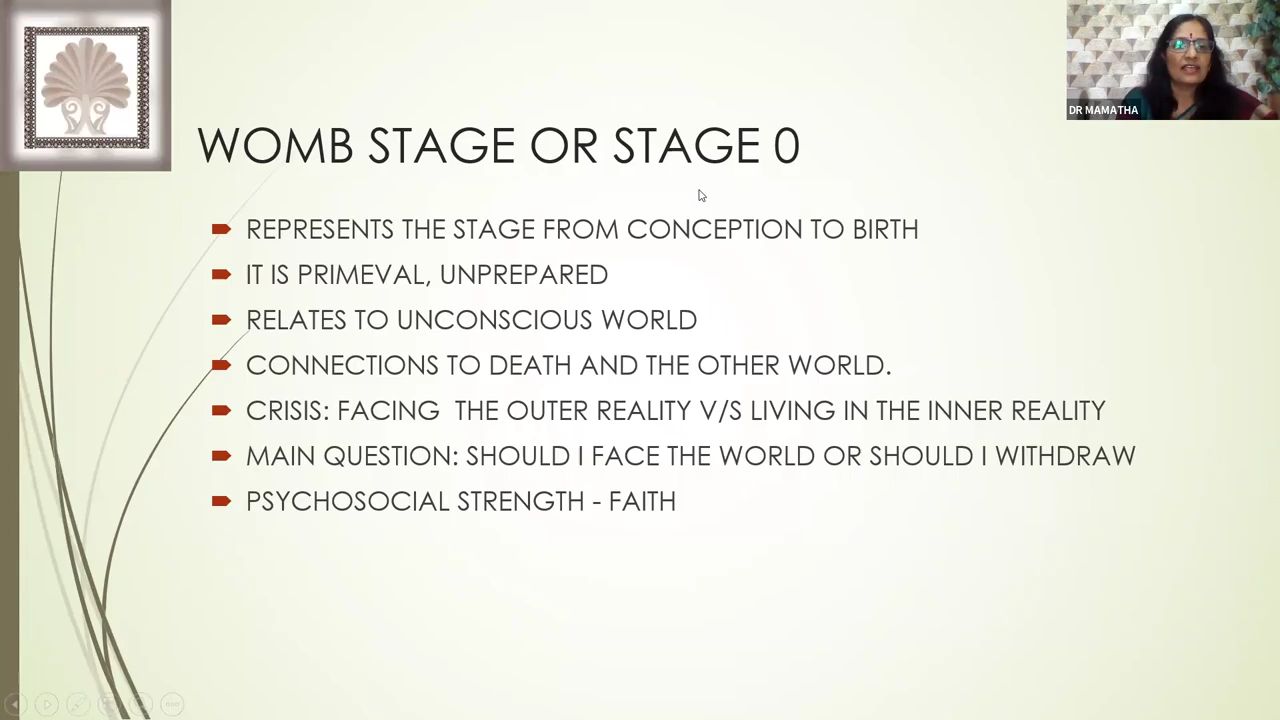 DR MAMATHA
WOMB STAGE OR STAGE 0
REPRESENTS THE STAGE FROM CONCEPTION TO BIRTH
IT IS PRIMEVAL, UNPREPARED
RELATES TO UNCONSCIOUS WORLD
CONNECTIONS TO DEATH AND THE OTHER WORLD.
CRISIS: FACING  THE OUTER REALITY V/S LIVING IN THE INNER REALITY
MAIN QUESTION: SHOULD I FACE THE WORLD OR SHOULD I WITHDRAW
PSYCHOSOCIAL STRENGTH - FAITH